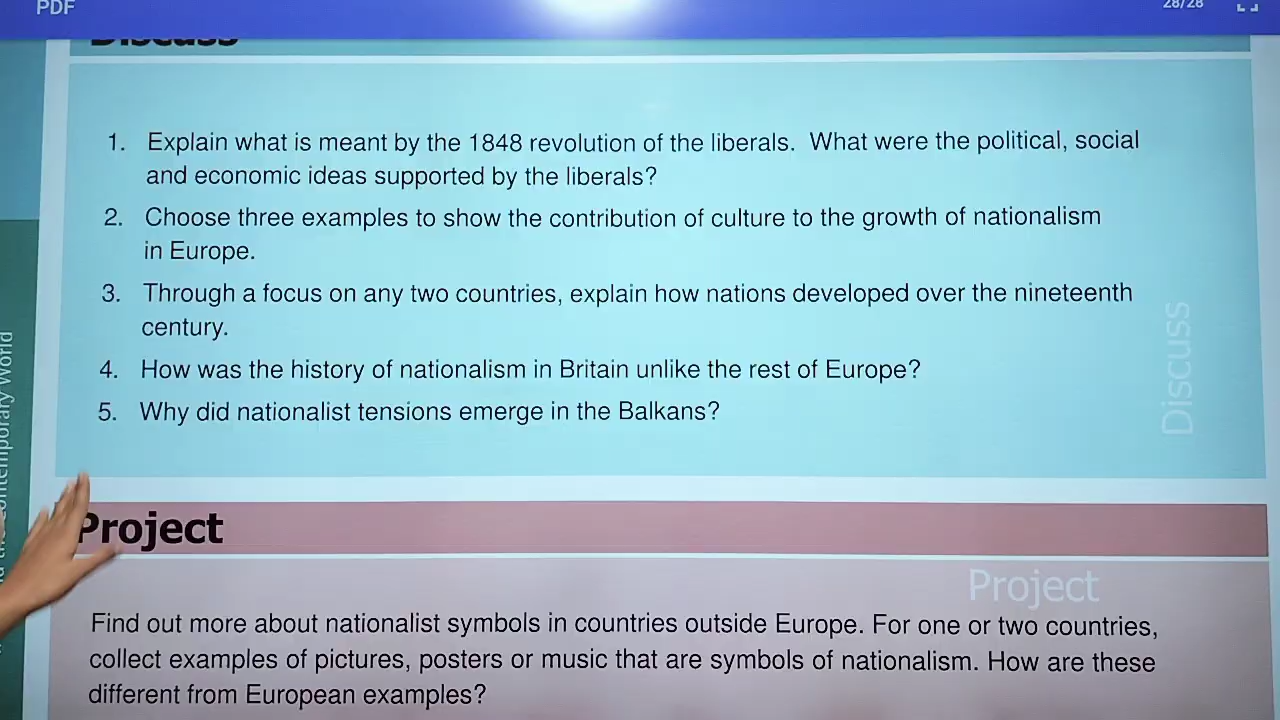 PDF
28/28
Discuss
1. Explain what is meant by the 1848 revolution of the liberals. What were the political, social
and economic ideas supported by the liberals?
2. Choose three examples to show the contribution of culture to the growth of nationalism
in Europe.
3. Through a focus on any two countries, explain how nations developed over the nineteenth
century.
4. How was the history of nationalism in Britain unlike the rest of Europe?
5. Why did nationalist tensions emerge in the Balkans?
Discuss
Project
Project
Find out more about nationalist symbols in countries outside Europe. For one or two countries,
collect examples of pictures, posters or music that are symbols of nationalism. How are these
different from European examples?
World